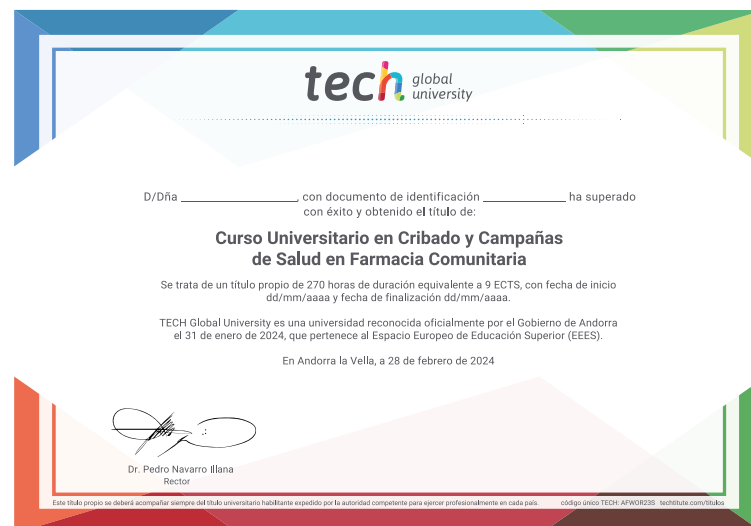 tech global university
D/Dña ____________________, con documento de identificación ______________ ha superado
con éxito y obtenido el título de:
Curso Universitario en Cribado y Campañas
de Salud en Farmacia Comunitaria
Se trata de un título propio de 270 horas de duración equivalente a 9 ECTS, con fecha de inicio
dd/mm/aaaa y fecha de finalización dd/mm/aaaa.
TECH Global University es una universidad reconocida oficialmente por el Gobierno de Andorra
el 31 de enero de 2024, que pertenece al Espacio Europeo de Educación Superior (EEES).
En Andorra la Vella, a 28 de febrero de 2024
Dr. Pedro Navarro Illana
Rector
Este título propio se deberá acompañar siempre del título universitario habilitante expedido por la autoridad competente para ejercer profesionalmente en cada país. código único TECH: AFWOR23S techtitute.com/titulos